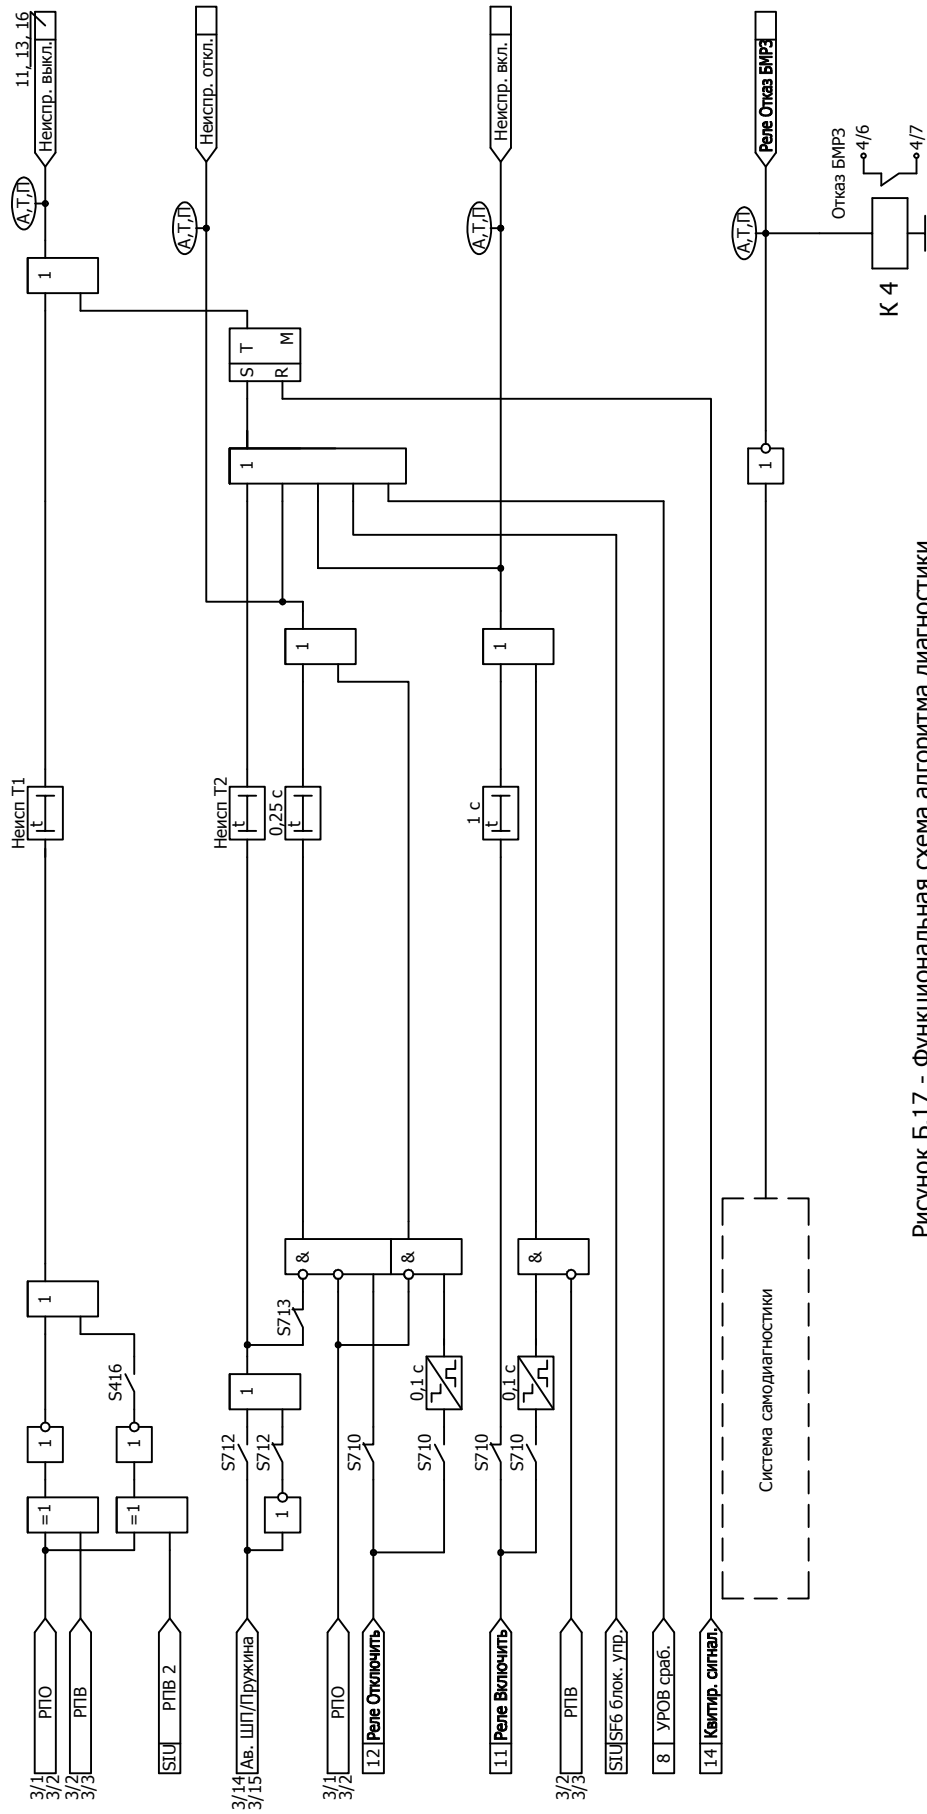 3/1
3/2
РПО
3/2
3/3
РПВ
SIU РПВ 2
=1
=1
1
1
S416
1
Неисп Т1
t
1
А,Т,П
Неиспр. выкл.
11, 13, 16
3/14
3/15
Ав. ШП/Пружина
1
S712
S712
1
S713
Неисп Т2
t
1
S T
R M
3/1
3/2
РПО
12 Реле Отключить
S710
S710
0,1 с
&
&
0,25 с
t
1
А,Т,П
Неиспр. откл.
11 Реле Включить
3/2
3/3
РПВ
S710
S710
0,1 с
&
1 с
t
1
А,Т,П
Неиспр. вкл.
SIU SF6 блок. упр.
8 УРОВ сраб.
14 Квитир. сигнал.
Система самодиагностики
1
А,Т,П
Реле Отказ БМРЗ
К 4
Отказ БМРЗ
4/6
4/7
Рисунок Б.17 - Функциональная схема алгоритма диагностики